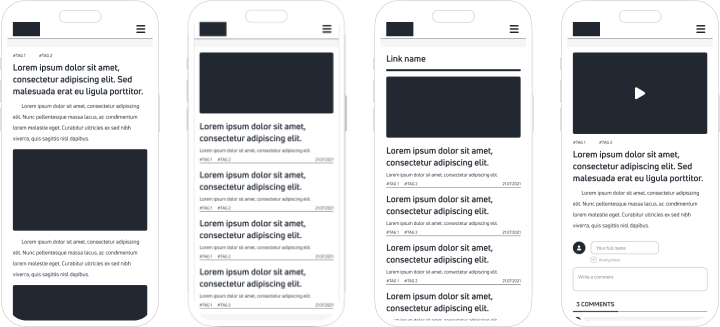 #TAG 1 #TAG 2
Lorem ipsum dolor sit amet,
consectetur adipiscing elit. Sed
malesuada erat eu ligula porttitor.
Lorem ipsum dolor sit amet, consectetur adipiscing
elit. Nunc pellentesque massa lacus, ac condimentum
lorem molestie eget. Curabitur ultricies ex sed nibh
viverra, quis sagittis nisl dapibus.
Lorem ipsum dolor sit amet, consectetur adipiscing
elit. Nunc pellentesque massa lacus, ac condimentum
lorem molestie eget. Curabitur ultricies ex sed nibh
viverra, quis sagittis nisl dapibus.
Lorem ipsum dolor sit amet,
consectetur adipiscing elit.
Lorem ipsum dolor sit amet, consectetur adipiscing elit.
#TAG 1 #TAG 2 21.07.2021
Lorem ipsum dolor sit amet,
consectetur adipiscing elit.
Lorem ipsum dolor sit amet, consectetur adipiscing elit.
#TAG 1 #TAG 2 21.07.2021
Lorem ipsum dolor sit amet,
consectetur adipiscing elit.
Lorem ipsum dolor sit amet, consectetur adipiscing elit.
#TAG 1 #TAG 2 21.07.2021
Lorem ipsum dolor sit amet,
consectetur adipiscing elit.
Lorem ipsum dolor sit amet, consectetur adipiscing elit.
#TAG 1 #TAG 2 21.07.2021
Link name
Lorem ipsum dolor sit amet,
consectetur adipiscing elit.
Lorem ipsum dolor sit amet, consectetur adipiscing elit.
#TAG 1 #TAG 2 21.07.2021
Lorem ipsum dolor sit amet,
consectetur adipiscing elit.
Lorem ipsum dolor sit amet, consectetur adipiscing elit.
#TAG 1 #TAG 2 21.07.2021
Lorem ipsum dolor sit amet,
consectetur adipiscing elit.
Lorem ipsum dolor sit amet, consectetur adipiscing elit.
#TAG 1 #TAG 2 21.07.2021
Lorem ipsum dolor sit amet,
consectetur adipiscing elit.
#TAG 1 #TAG 2
Lorem ipsum dolor sit amet,
consectetur adipiscing elit. Sed
malesuada erat eu ligula porttitor.
Lorem ipsum dolor sit amet, consectetur adipiscing
elit. Nunc pellentesque massa lacus, ac condimentum
lorem molestie eget. Curabitur ultricies ex sed nibh
viverra, quis sagittis nisl dapibus.
Your full name
Anonymous
Write a comment
3 COMMENTS